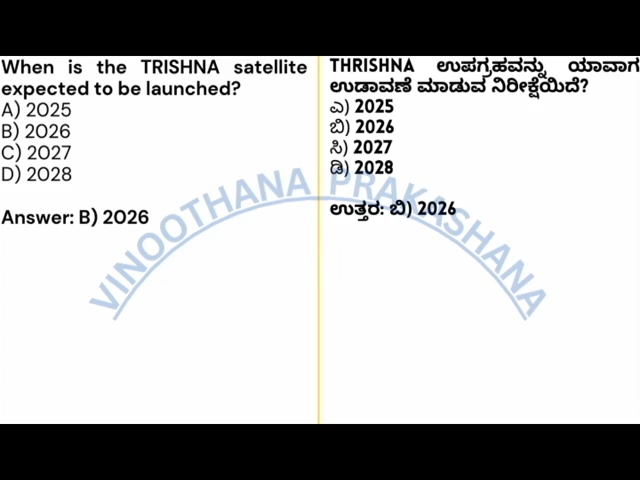 When is the TRISHNA satellite
expected to be launched?
A) 2025
B) 2026
C) 2027
D) 2028
Answer: B) 2026
THRISHNA ಉಪಗ್ರಹವನ್ನು ಯಾವಾಗ
ಉಡಾವಣೆ ಮಾಡುವ ನಿರೀಕ್ಷೆಯಿದೆ?
ಎ) 2025
ಬಿ) 2026
ಸಿ) 2027
ಡಿ) 2028
ಉತ್ತರ: ಬಿ) 2026
VINOOTHANA PRAKASHANA